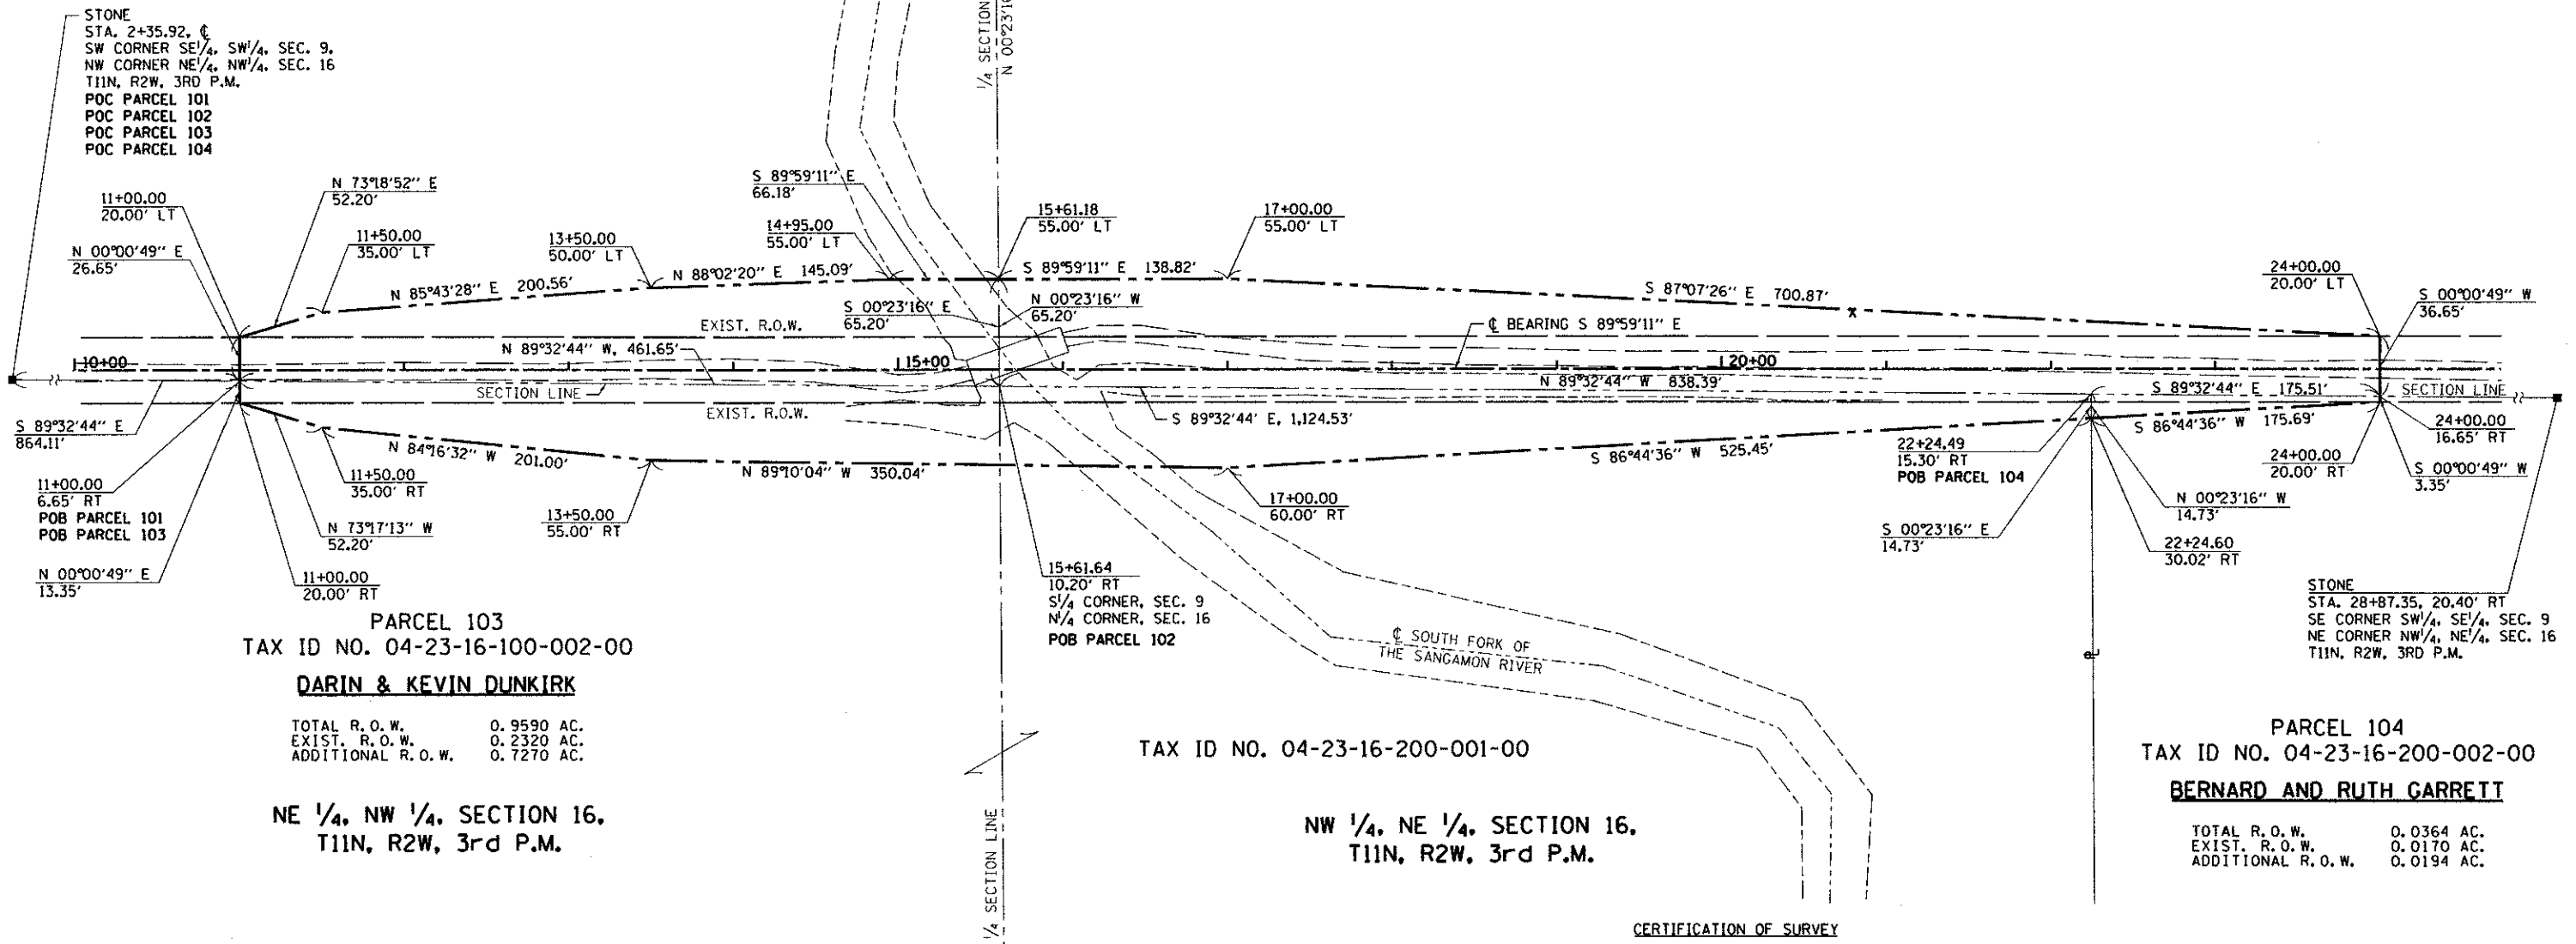 STONE
STA. 2+35.92, ℄
SW CORNER SE1/4, SW1/4, SEC. 9,
NW CORNER NE1/4, NW1/4, SEC. 16
T11N, R2W, 3RD P.M.
POC PARCEL 101
POC PARCEL 102
POC PARCEL 103
POC PARCEL 104
1/4 SECTION
N 00°23'16
11+00.00
20.00' LT
N 73°18'52" E
52.20'
N 00°00'49" E
26.65'
11+50.00
35.00' LT
N 85°43'28" E 200.56'
13+50.00
50.00' LT
N 88°02'20" E 145.09'
S 89°59'11" E
66.18'
14+95.00
55.00' LT
15+61.18
55.00' LT
S 89°59'11" E 138.82'
17+00.00
55.00' LT
S 87°07'26" E 700.87'
24+00.00
20.00' LT
S 00°00'49" W
36.65'
S 00°23'16" E
65.20'
N 00°23'16" W
65.20'
EXIST. R.O.W.
℄ BEARING S 89°59'11" E
10+00
15+00
20+00
N 89°32'44" W, 461.65'
SECTION LINE
EXIST. R.O.W.
N 89°32'44" W 838.39'
S 89°32'44' E, 1,124.53'
S 89°32'44" E 175.51'
SECTION LINE
S 89°32'44" E
864.11'
11+00.00
6.65' RT
POB PARCEL 101
POB PARCEL 103
N 00°00'49" E
13.35'
N 84°16'32" W 201.00'
11+50.00
35.00' RT
N 73°17'13" W
52.20'
11+00.00
20.00' RT
13+50.00
55.00' RT
N 89°10'04" W 350.04'
15+61.64
10.20' RT
S1/4 CORNER, SEC. 9
N1/4 CORNER, SEC. 16
POB PARCEL 102
17+00.00
60.00' RT
S 86°44'36" W 525.45'
22+24.49
15.30' RT
POB PARCEL 104
S 00°23'16" E
14.73'
S 86°44'36" W 175.69'
N 00°23'16" W
14.73'
22+24.60
30.02' RT
24+00.00
16.65' RT
24+00.00
20.00' RT
S 00°00'49" W
3.35'
STONE
STA. 28+87.35, 20.40' RT
SE CORNER SW1/4, SE1/4, SEC. 9
NE CORNER NW1/4, NE1/4, SEC. 16
T11N, R2W, 3RD P.M.
℄ SOUTH FORK OF
THE SANGAMON RIVER
PARCEL 103
TAX ID NO. 04-23-16-100-002-00
DARIN & KEVIN DUNKIRK
TOTAL R.O.W. 0.9590 AC.
EXIST. R.O.W. 0.2320 AC.
ADDITIONAL R.O.W. 0.7270 AC.
NE 1/4, NW 1/4, SECTION 16,
T11N, R2W, 3rd P.M.
1/4 SECTION LINE
TAX ID NO. 04-23-16-200-001-00
NW 1/4, NE 1/4, SECTION 16,
T11N, R2W, 3rd P.M.
PARCEL 104
TAX ID NO. 04-23-16-200-002-00
BERNARD AND RUTH GARRETT
TOTAL R.O.W. 0.0364 AC.
EXIST. R.O.W. 0.0170 AC.
ADDITIONAL R.O.W. 0.0194 AC.
CERTIFICATION OF SURVEY